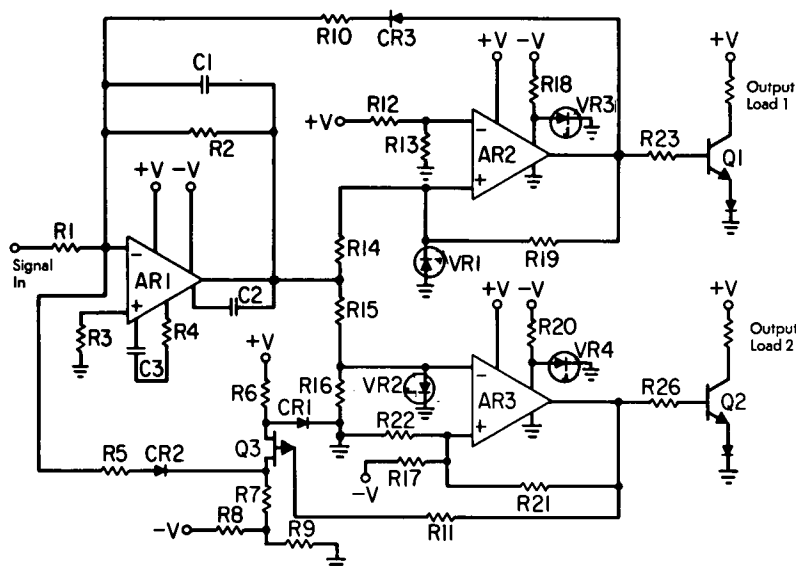 R10
CR3
C1
R2
+V
-V
R18
VR3
+V
Output
Load 1
+V
R12
R13
AR2
R23
Q1
+V
-V
R1
Signal
In
AR1
R3
C3
R4
C2
R14
VR1
R19
R15
+V
-V
R20
VR4
+V
Output
Load 2
+V
R6
CR1
R16
VR2
AR3
R26
Q2
Q3
R22
R5
CR2
R17
-V
R21
R7
-V
R8
R9
R11